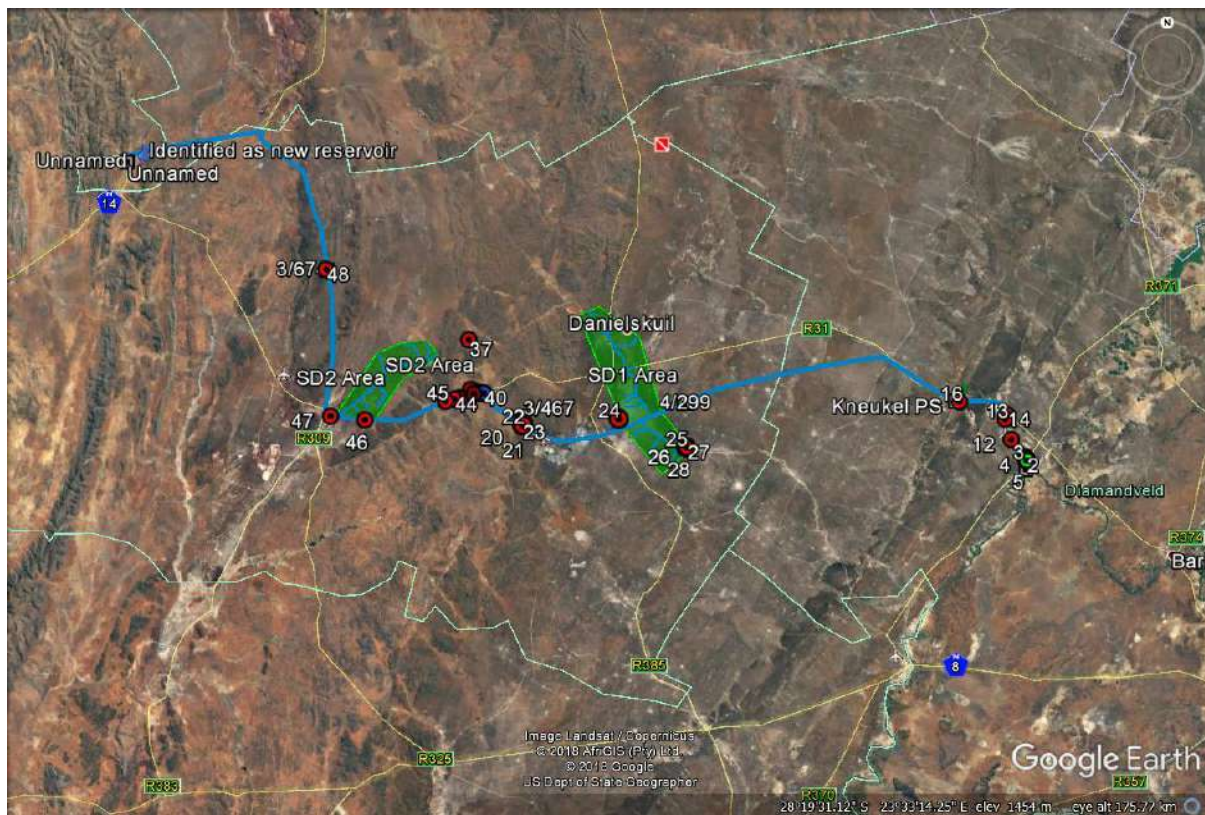 N
Identified as new reservoir
Unnamed1
Unnamed
14
R371
3/67 48
R31
Danielskuil
37
SD2 Area
SD2 Area
SD1 Area
45 44 40
4/299
16
Kneukel PS
3/467
22
23
24
13 14
47
46
R309
20
21
25
26 27
28
12
3
4 2
5
Diamandveld
R374
Bar
R385
8
Image Landsat / Copernicus
© 2018 AfriGIS (Pty) Ltd.
© 2018 Google
US Dept of State Geographer
R325
Google Earth
R383
R370
R357
28°19'31.12" S 23°33'14.25" E elev 1454 m eye alt 175.77 km